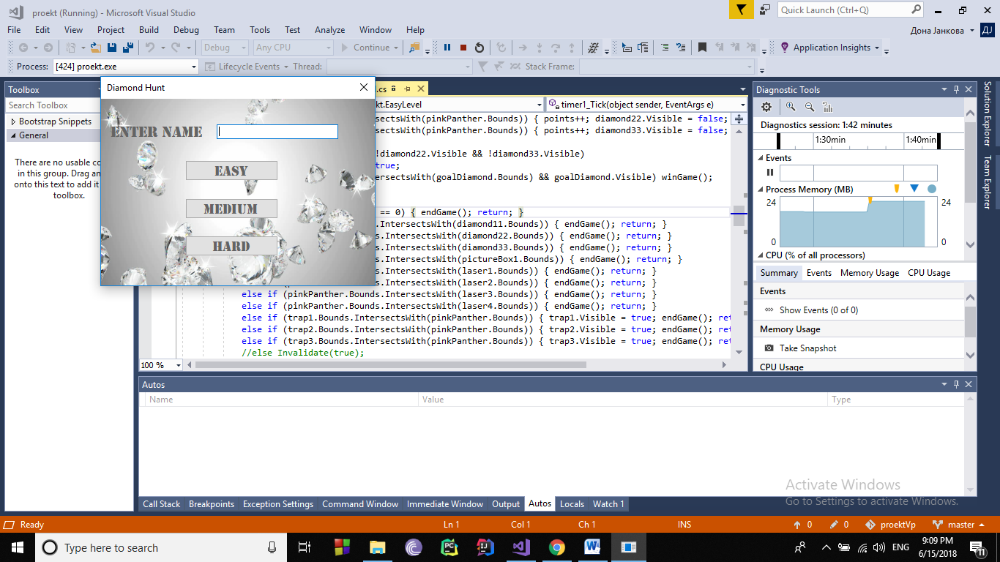 proekt (Running) - Microsoft Visual Studio
Quick Launch (Ctrl+Q)
File Edit View Project Build Debug Team Tools Test Analyze Window Help
Дона Јанкова
ДЈ
Debug Any CPU Continue Application Insights
Process: [424] proekt.exe Lifecycle Events Thread: Stack Frame:
Toolbox
Search Toolbox
Bootstrap Snippets
General
There are no usable co
in this group. Drag an
onto this text to add it
toolbox.
Diamond Hunt
ENTER NAME
EASY
MEDIUM
HARD
.cs
kt.EasyLevel
timer1_Tick(object sender, EventArgs e)
sectsWith(pinkPanther.Bounds)) { points++; diamond22.Visible = false;
sectsWith(pinkPanther.Bounds)) { points++; diamond33.Visible = false;
!diamond22.Visible && !diamond33.Visible)
true;
ersectsWith(goalDiamond.Bounds) && goalDiamond.Visible) winGame();
== 0) { endGame(); return; }
s.IntersectsWith(diamond11.Bounds)) { endGame(); return; }
s.IntersectsWith(diamond22.Bounds)) { endGame(); return; }
s.IntersectsWith(diamond33.Bounds)) { endGame(); return; }
s.IntersectsWith(pictureBox1.Bounds)) { endGame(); return; }
s.IntersectsWith(laser1.Bounds)) { endGame(); return; }
s.IntersectsWith(laser2.Bounds)) { endGame(); return; }
else if (pinkPanther.Bounds.IntersectsWith(laser3.Bounds)) { endGame(); return; }
else if (pinkPanther.Bounds.IntersectsWith(laser4.Bounds)) { endGame(); return; }
else if (trap1.Bounds.IntersectsWith(pinkPanther.Bounds)) { trap1.Visible = true; endGame(); ret
else if (trap2.Bounds.IntersectsWith(pinkPanther.Bounds)) { trap2.Visible = true; endGame(); ret
else if (trap3.Bounds.IntersectsWith(pinkPanther.Bounds)) { trap3.Visible = true; endGame(); ret
//else Invalidate(true);
100 %
Diagnostic Tools
Diagnostics session: 1:42 minutes
1:30min 1:40min
Events
Process Memory (MB)
24 24
0 0
CPU (% of all processors)
Summary Events Memory Usage CPU Usage
Events
Show Events (0 of 0)
Memory Usage
Take Snapshot
CPU Usage
Solution Explorer
Team Explorer
Autos
Name Value Type
Activate Windows
Go to Settings to activate Windows.
Call Stack Breakpoints Exception Settings Command Window Immediate Window Output Autos Locals Watch 1
Ready Ln 1 Col 1 Ch 1 INS 0 0 proektVp master
Type here to search
PC
IJ
W
ENG
9:09 PM
6/15/2018
11